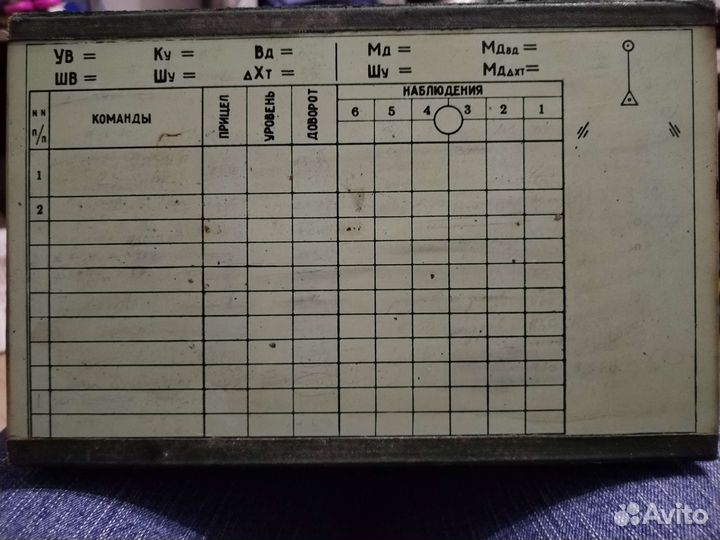 УВ = КУ = ВД = МД = МДВД =
ШВ = ШУ = ΔХТ = ШУ = МДΔХТ=
N N П/П КОМАНДЫ ПРИЦЕЛ УРОВЕНЬ ДОВОРОТ НАБЛЮДЕНИЯ
6 5 4 3 2 1
1
2
Avito